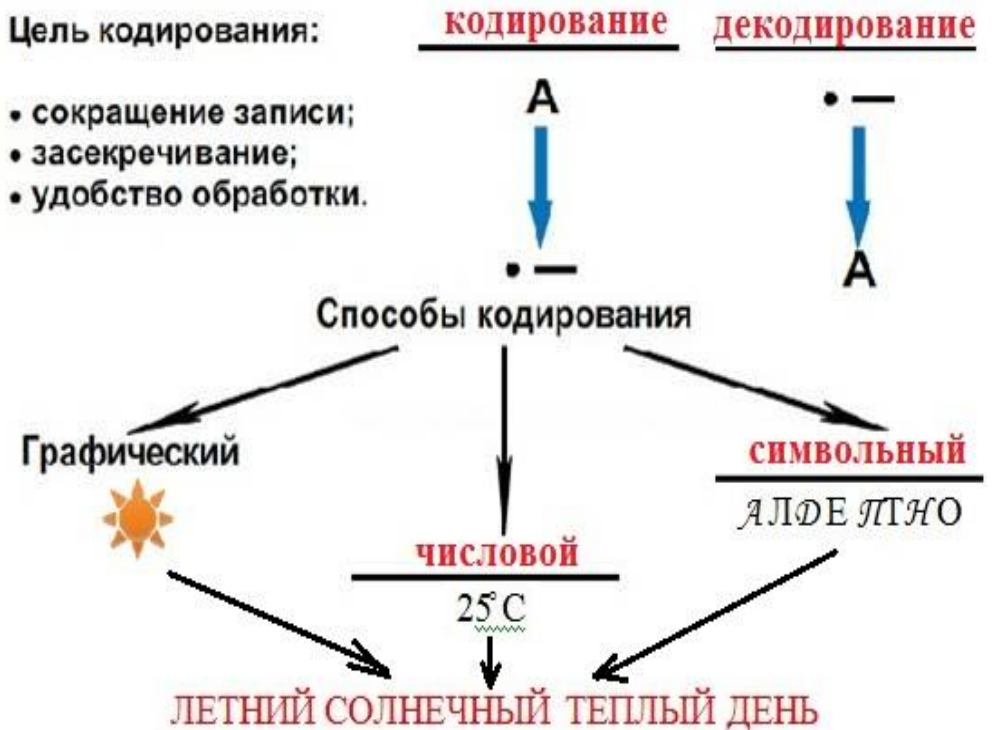 Цель кодирования:
кодирование
декодирование
• сокращение записи;
• засекречивание;
• удобство обработки.
А
• —
• —
А
Способы кодирования
Графический
символьный
АЛДЕ ПТНО
числовой
25°С
ЛЕТНИЙ СОЛНЕЧНЫЙ ТЕПЛЫЙ ДЕНЬ